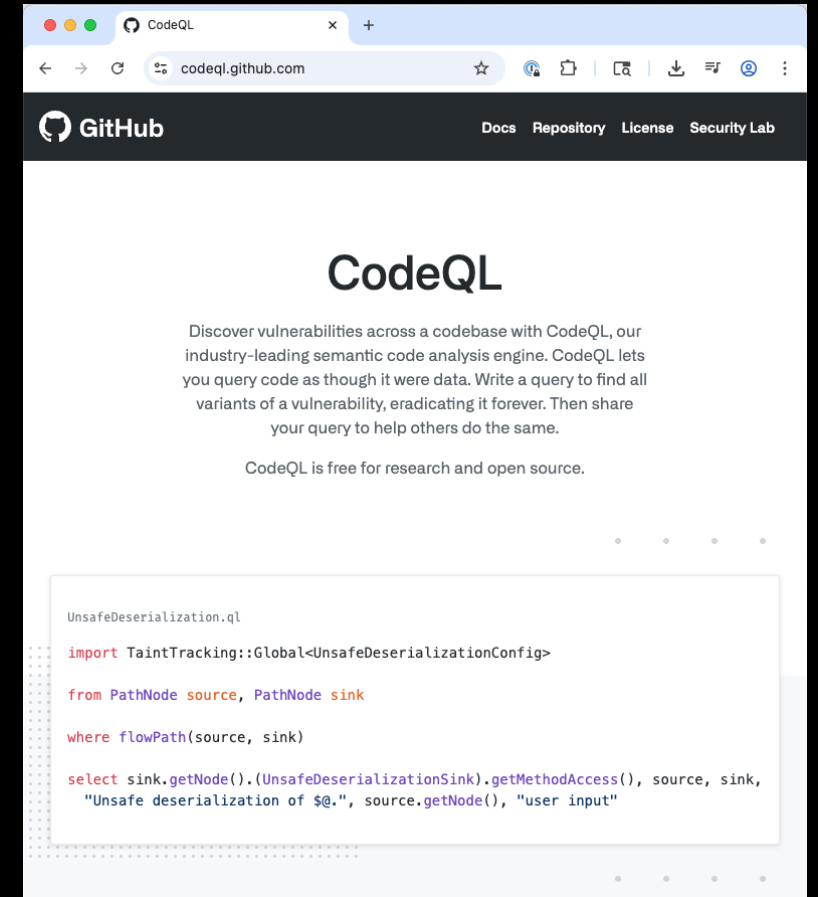 CodeQL
codeql.github.com
GitHub
Docs Repository License Security Lab
CodeQL
Discover vulnerabilities across a codebase with CodeQL, our
industry-leading semantic code analysis engine. CodeQL lets
you query code as though it were data. Write a query to find all
variants of a vulnerability, eradicating it forever. Then share
your query to help others do the same.
CodeQL is free for research and open source.
UnsafeDeserialization.ql
import TaintTracking::Global<UnsafeDeserializationConfig>
from PathNode source, PathNode sink
where flowPath(source, sink)
select sink.getNode().(UnsafeDeserializationSink).getMethodAccess(), source, sink,
"Unsafe deserialization of $@.", source.getNode(), "user input"